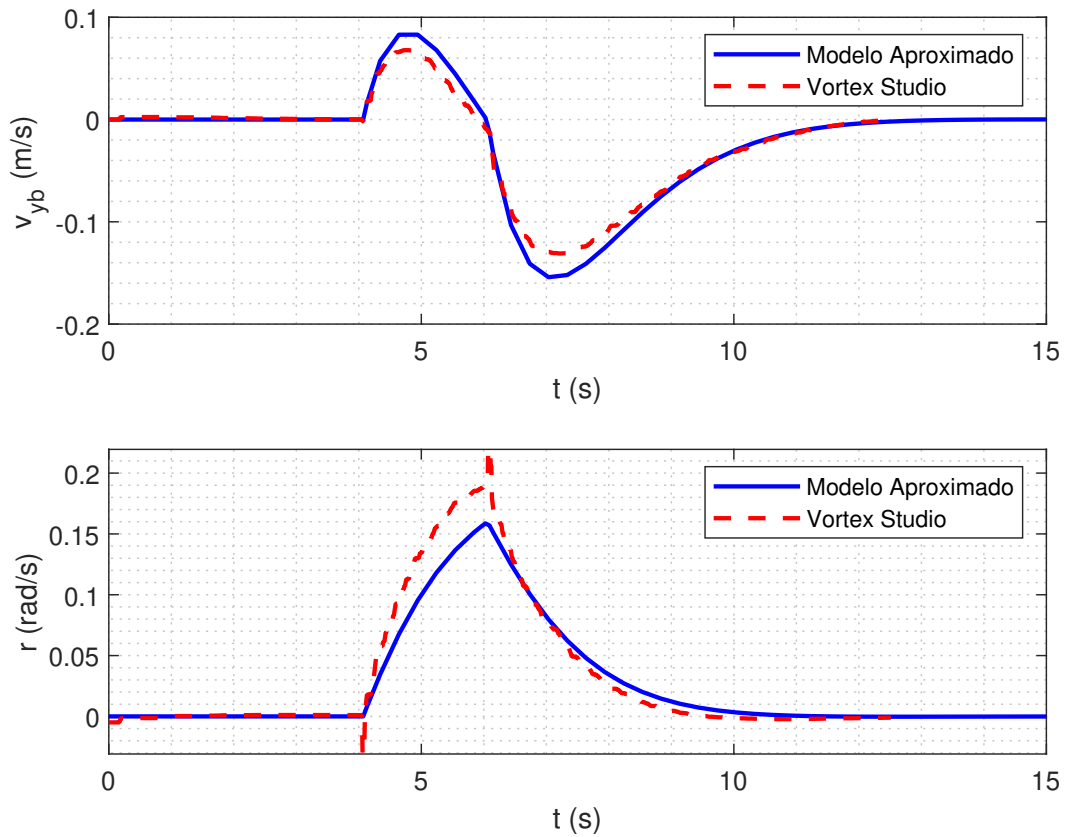 0.1
0
-0.1
-0.2
v_yb (m/s)
Modelo Aproximado
Vortex Studio
0 5 10 15
t (s)
0.2
0.15
0.1
0.05
0
r (rad/s)
Modelo Aproximado
Vortex Studio
0 5 10 15
t (s)